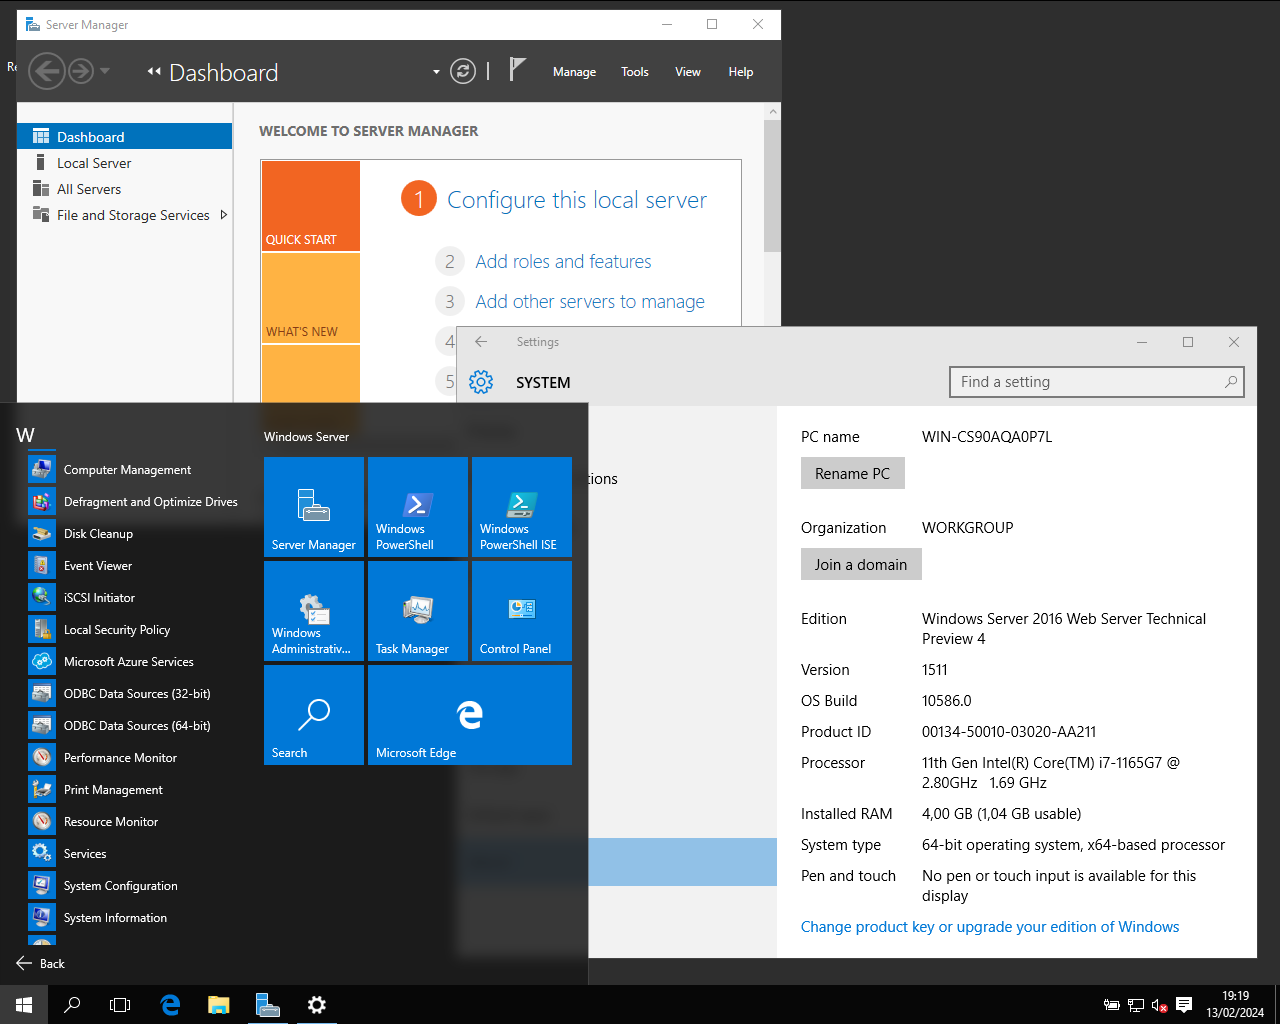 Server Manager
Dashboard
Manage
Tools
View
Help
Dashboard
Local Server
All Servers
File and Storage Services
WELCOME TO SERVER MANAGER
QUICK START
WHAT'S NEW
1 Configure this local server
2 Add roles and features
3 Add other servers to manage
4
5
Settings
SYSTEM
Find a setting
PC name WIN-CS90AQA0P7L
Rename PC
Organization WORKGROUP
Join a domain
Edition Windows Server 2016 Web Server Technical
Preview 4
Version 1511
OS Build 10586.0
Product ID 00134-50010-03020-AA211
Processor 11th Gen Intel(R) Core(TM) i7-1165G7 @
2.80GHz 1.69 GHz
Installed RAM 4,00 GB (1,04 GB usable)
System type 64-bit operating system, x64-based processor
Pen and touch No pen or touch input is available for this
display
Change product key or upgrade your edition of Windows
W
Computer Management
Defragment and Optimize Drives
Disk Cleanup
Event Viewer
iSCSI Initiator
Local Security Policy
Microsoft Azure Services
ODBC Data Sources (32-bit)
ODBC Data Sources (64-bit)
Performance Monitor
Print Management
Resource Monitor
Services
System Configuration
System Information
Back
Windows Server
Server Manager
Windows
PowerShell
Windows
PowerShell ISE
Windows
Administrativ...
Task Manager
Control Panel
Search
Microsoft Edge
19:19
13/02/2024